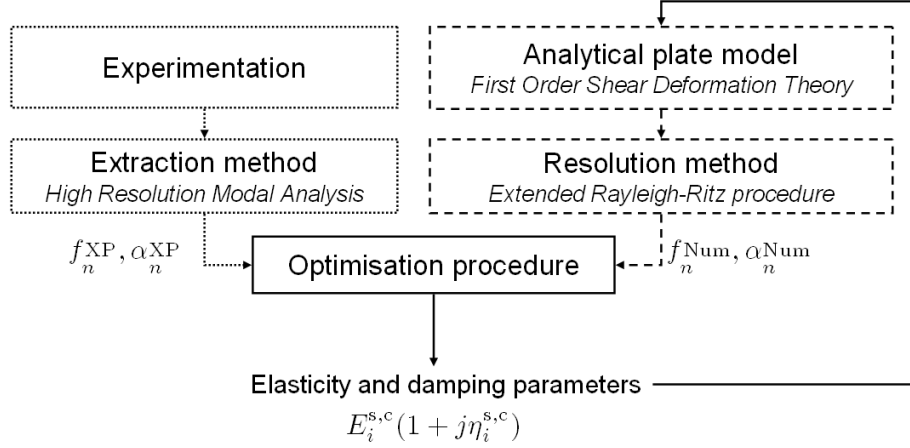 Experimentation
Analytical plate model
First Order Shear Deformation Theory
Extraction method
High Resolution Modal Analysis
Resolution method
Extended Rayleigh-Ritz procedure
f_n^XP, α_n^XP
Optimisation procedure
f_n^Num, α_n^Num
Elasticity and damping parameters
E_i^s,c(1 + jη_i^s,c)